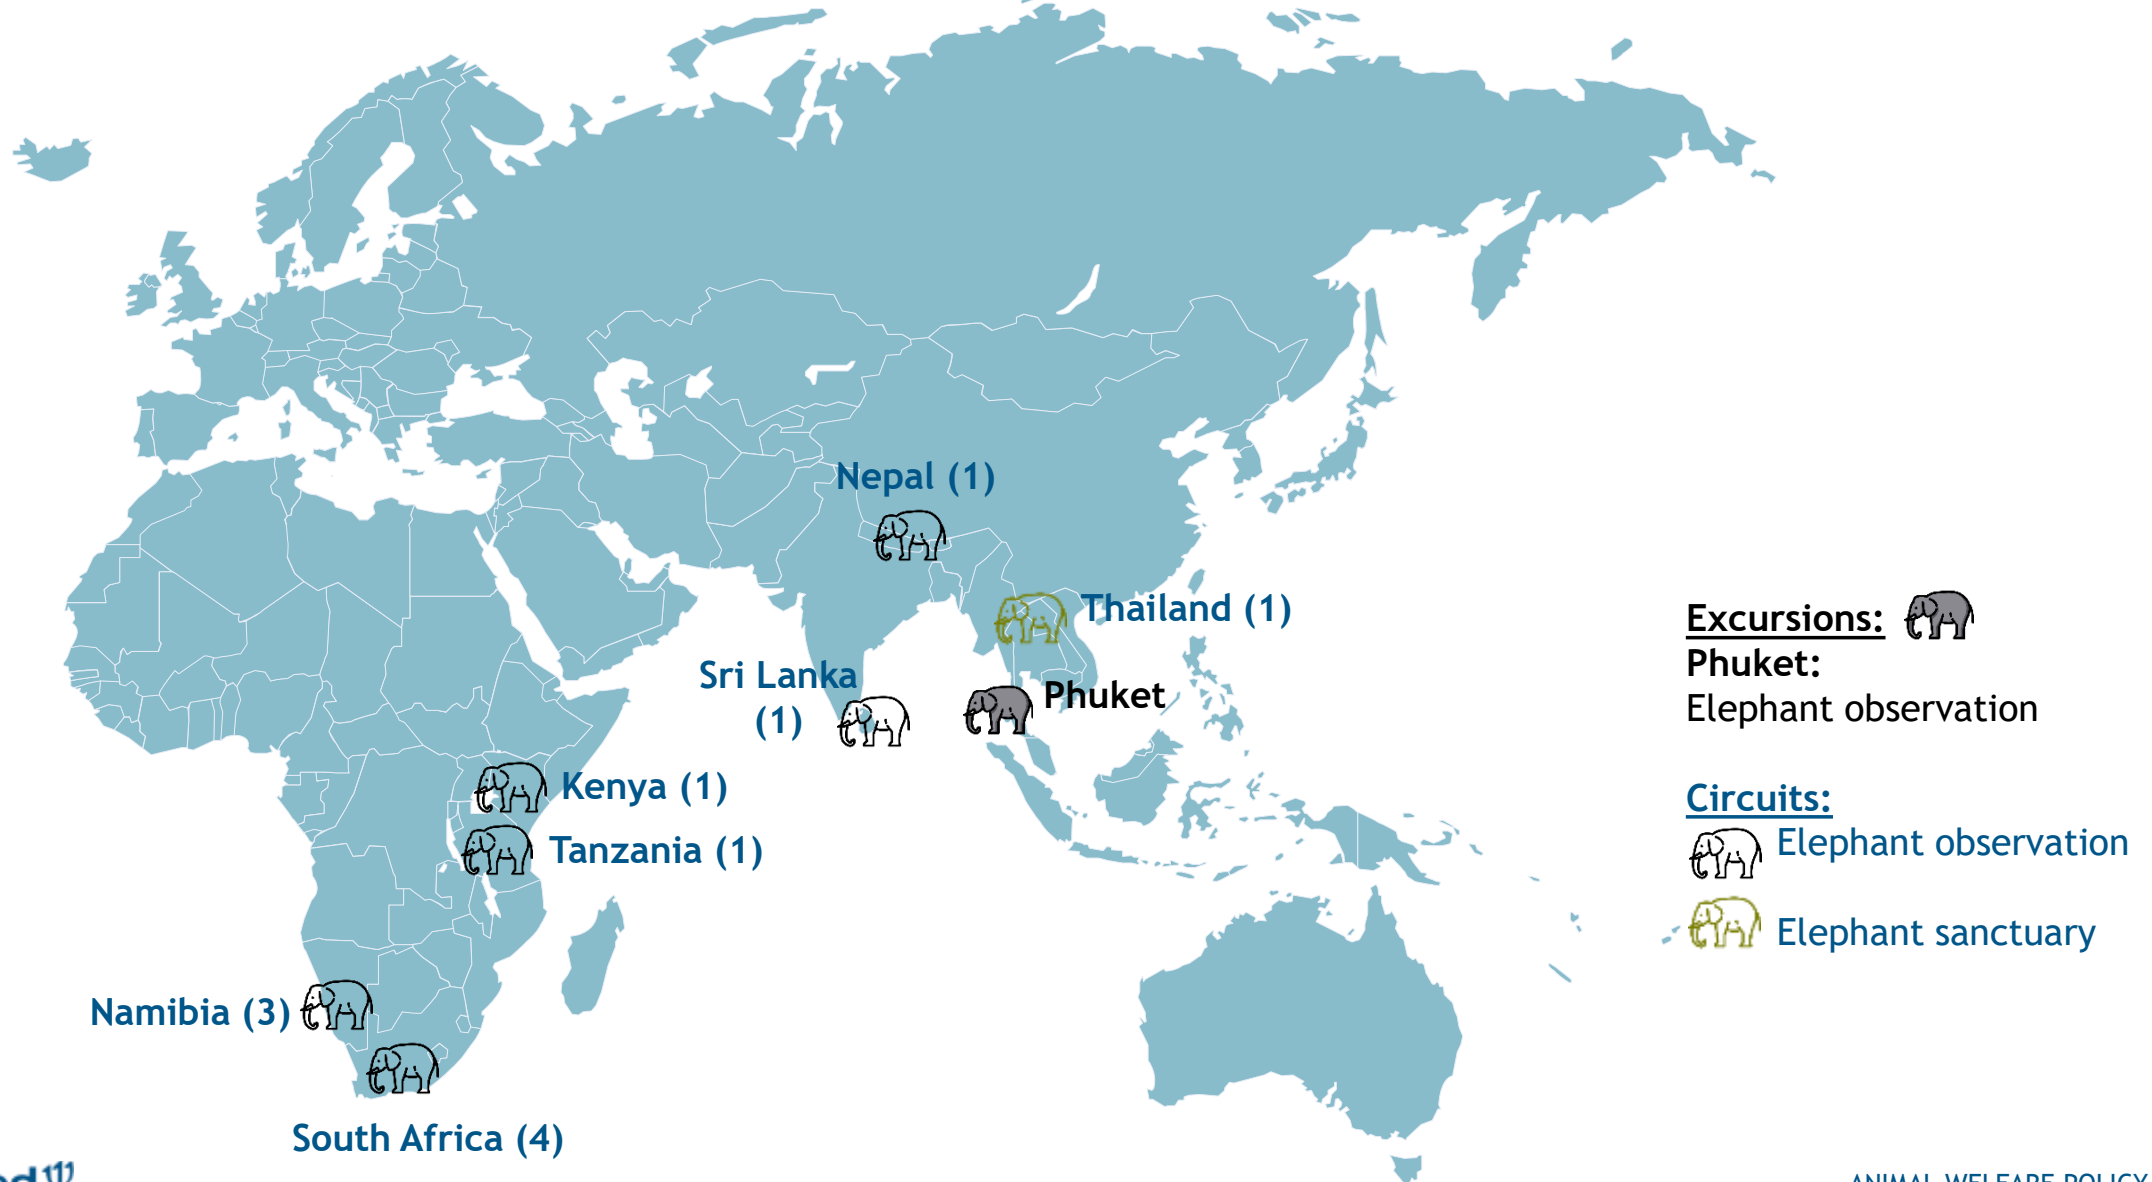 Nepal (1)
Thailand (1)
Sri Lanka
(1)
Phuket
Kenya (1)
Tanzania (1)
Namibia (3)
South Africa (4)
Excursions:
Phuket:
Elephant observation
Circuits:
Elephant observation
Elephant sanctuary
ANIMAL WELFARE POLICY